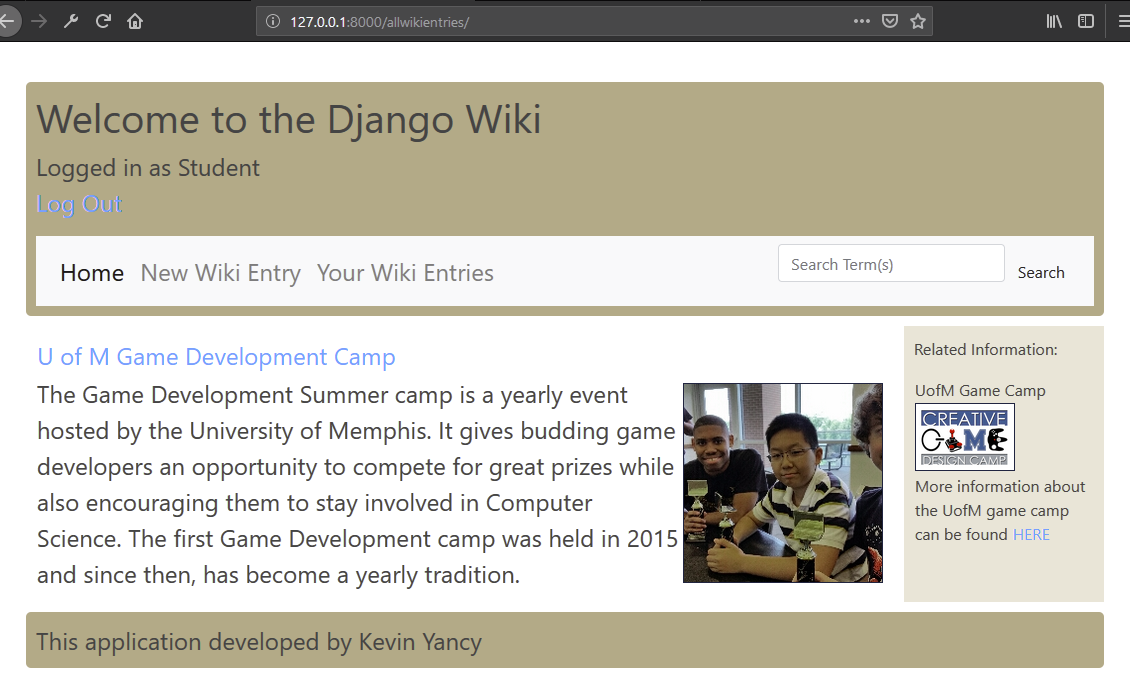 127.0.0.1:8000/allwikientries/
Welcome to the Django Wiki
Logged in as Student
Log Out
Home New Wiki Entry Your Wiki Entries Search Term(s) Search
U of M Game Development Camp
The Game Development Summer camp is a yearly event
hosted by the University of Memphis. It gives budding game
developers an opportunity to compete for great prizes while
also encouraging them to stay involved in Computer
Science. The first Game Development camp was held in 2015
and since then, has become a yearly tradition.
Related Information:
UofM Game Camp
CREATIVE
GAME
DESIGN CAMP
More information about
the UofM game camp
can be found HERE
This application developed by Kevin Yancy